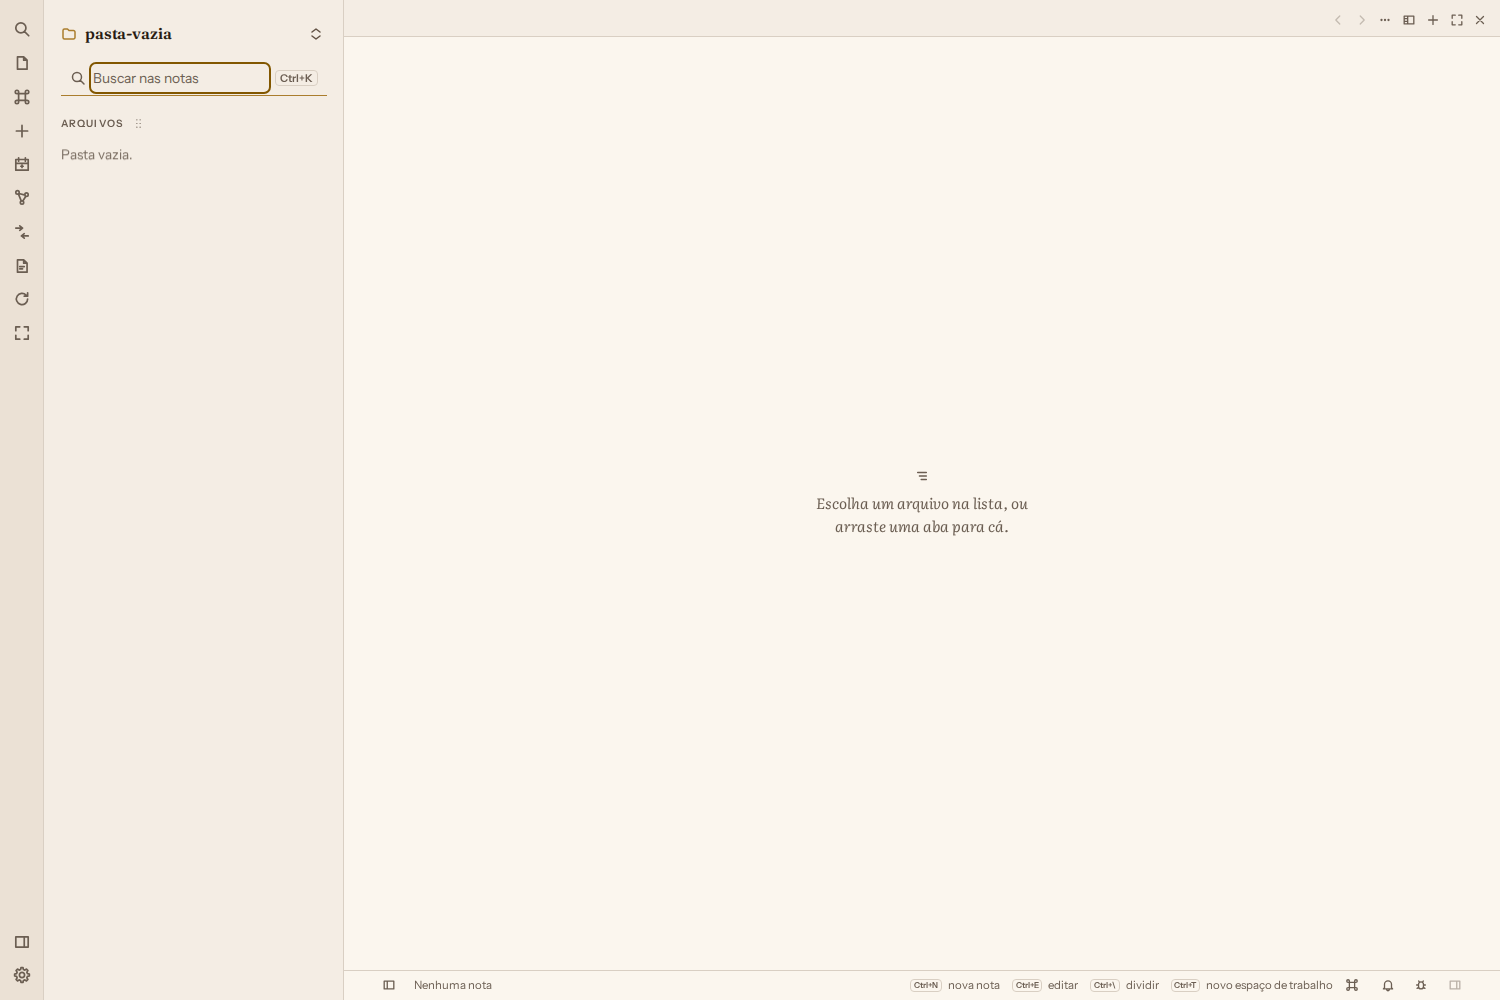 pasta-vazia
Buscar nas notas Ctrl+K
ARQUIVOS
Pasta vazia.
Escolha um arquivo na lista, ou
arraste uma aba para cá.
Nenhuma nota
Ctrl+N nova nota Ctrl+E editar Ctrl+\ dividir Ctrl+T novo espaço de trabalho